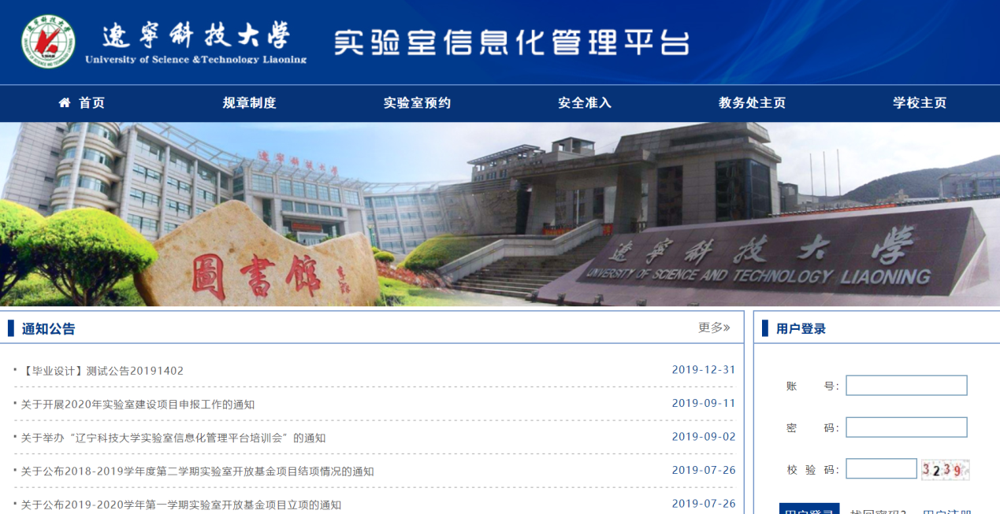 遼寧科技大學
University of Science &Technology Liaoning
实验室信息化管理平台
首页 规章制度 实验室预约 安全准入 教务处主页 学校主页
遼寧科技大學
圖書館
遼寧科技大學
UNIVERSITY OF SCIENCE AND TECHNOLOGY LIAONING
通知公告 更多»
【毕业设计】测试公告20191402 2019-12-31
关于开展2020年实验室建设项目申报工作的通知 2019-09-11
关于举办“辽宁科技大学实验室信息化管理平台培训会”的通知 2019-09-02
关于公布2018-2019学年度第二学期实验室开放基金项目结项情况的通知 2019-07-26
关于公布2019-2020学年第一学期实验室开放基金项目立项的通知 2019-07-26
用户登录
账 号:
密 码:
校 验 码: 3239
用户登录 找回密码? 用户注册